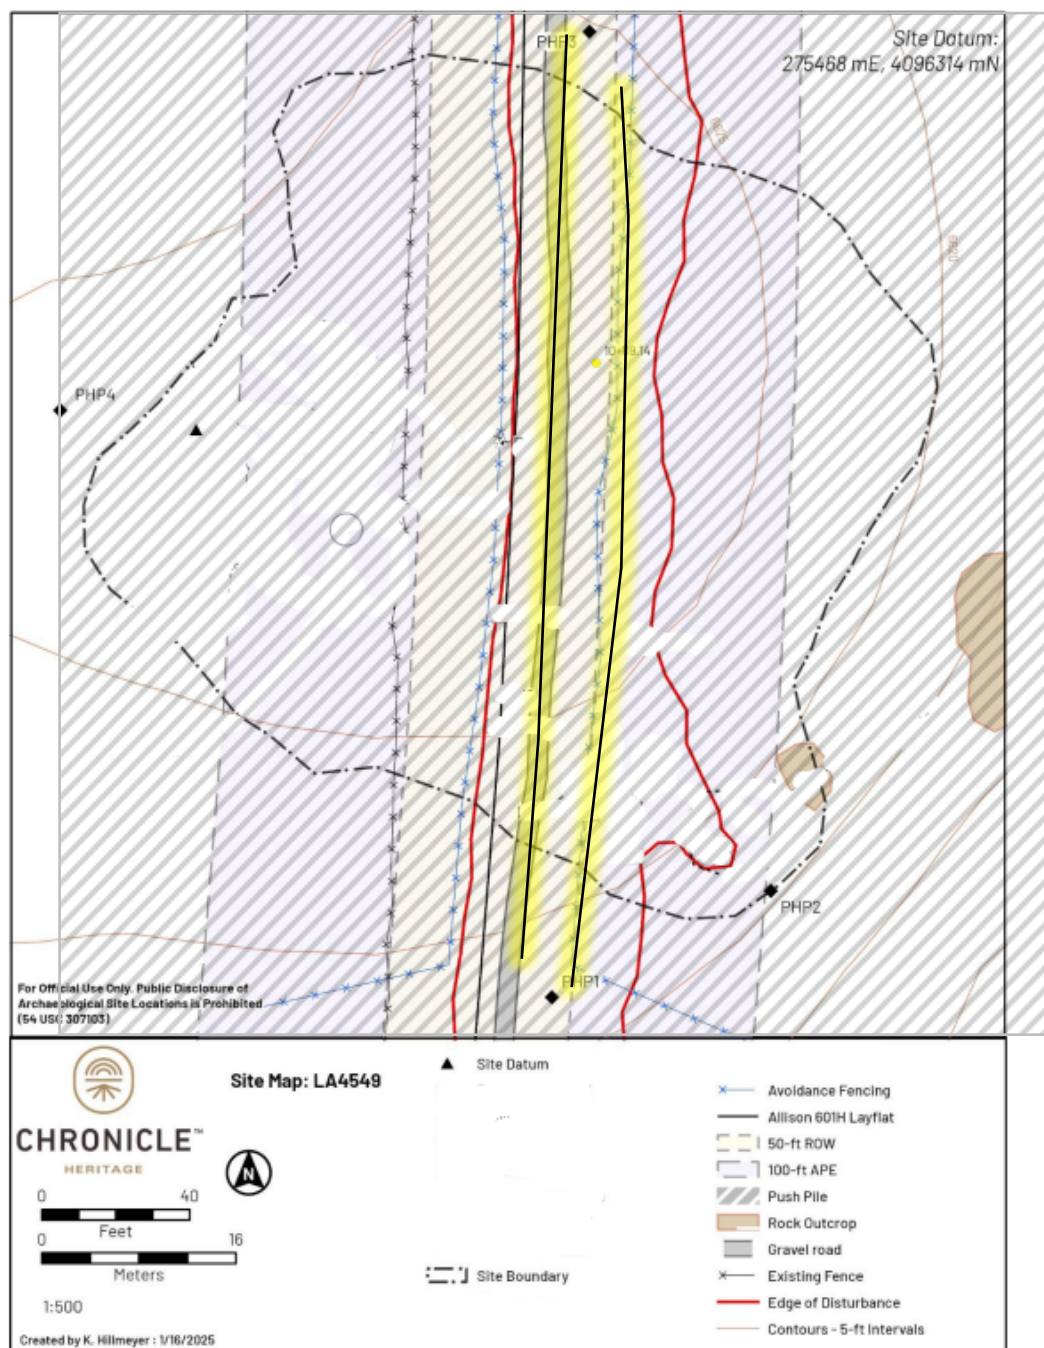 Site Datum:
275468 mE, 4096314 mN
PHP3
6620
PHP4
PHP2
PHP1
For Official Use Only. Public Disclosure of
Archaeological Site Locations is Prohibited
(54 USC 307103)
Site Map: LA4549
CHRONICLE™
HERITAGE
N
0 40
Feet
0 16
Meters
1:500
Created by K. Hillmeyer : 1/16/2025
Site Datum
Site Boundary
Avoidance Fencing
Allison 601H Layflat
50-ft ROW
100-ft APE
Push Pile
Rock Outcrop
Gravel road
Existing Fence
Edge of Disturbance
Contours - 5-ft Intervals